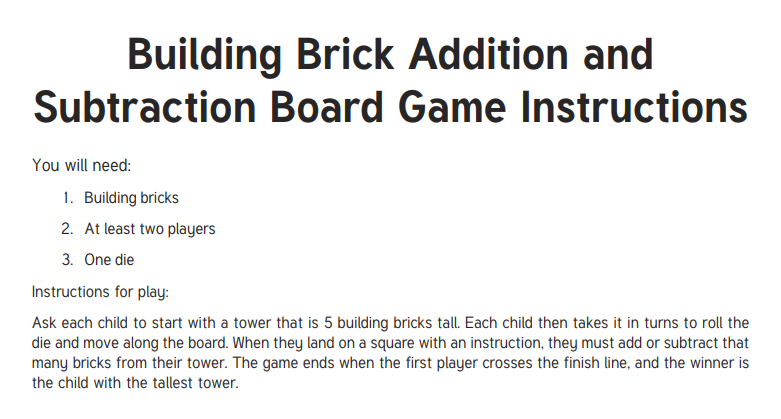 Building Brick Addition and
Subtraction Board Game Instructions
You will need:
1. Building bricks
2. At least two players
3. One die
Instructions for play:
Ask each child to start with a tower that is 5 building bricks tall. Each child then takes it in turns to roll the
die and move along the board. When they land on a square with an instruction, they must add or subtract that
many bricks from their tower. The game ends when the first player crosses the finish line, and the winner is
the child with the tallest tower.